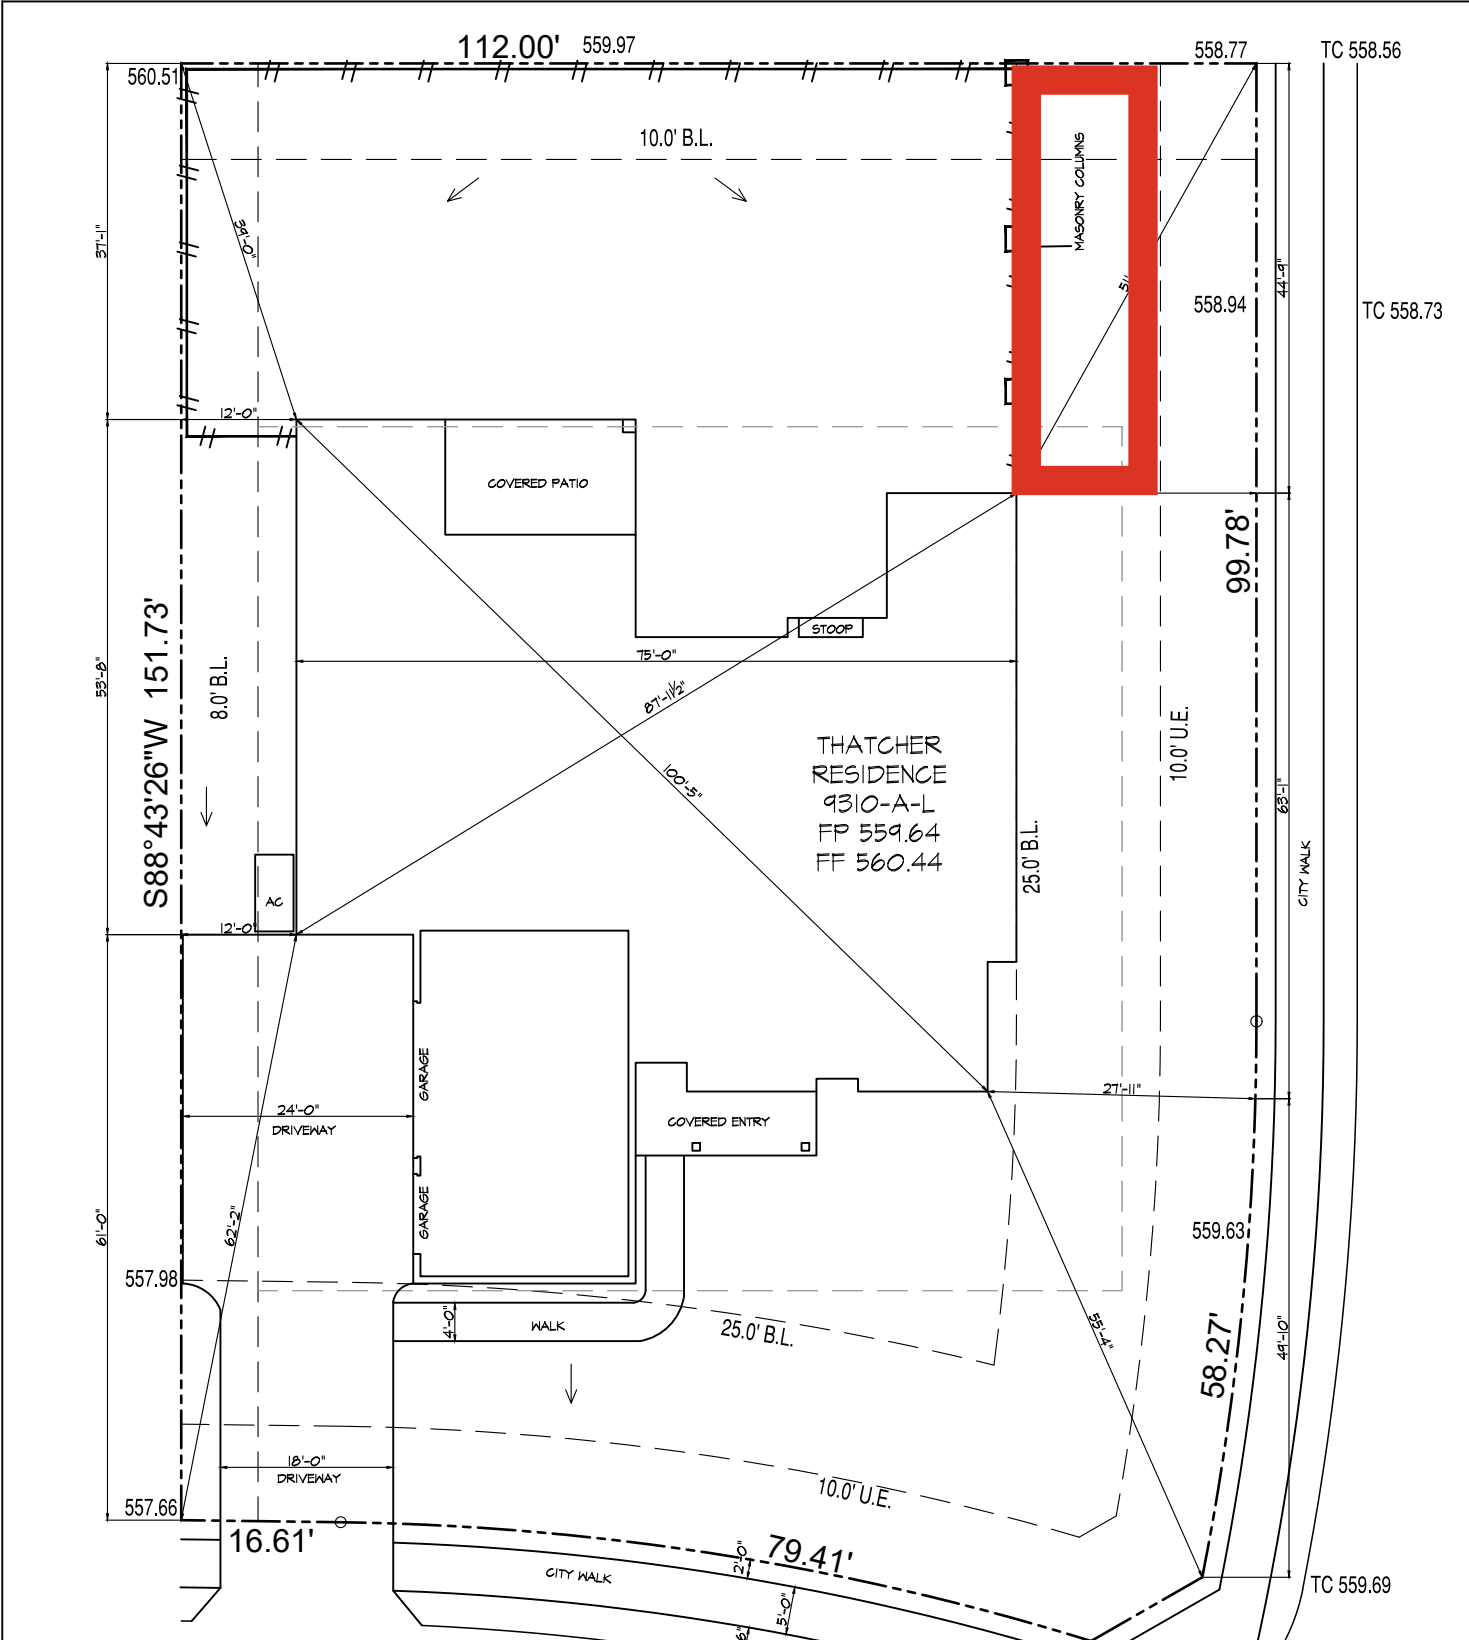 112.00' 559.97
558.77
TC 558.56
560.51
10.0' B.L.
MASONRY COLUMNS
39'-0"
37'-1"
44'-9"
558.94
TC 558.73
12'-0"
COVERED PATIO
99.78'
STOOP
75'-0"
87'-11½"
53'-8"
S88°43'26"W 151.73'
8.0' B.L.
THATCHER
RESIDENCE
9310-A-L
FP 559.64
FF 560.44
100'-5"
10.0' U.E.
63'-1"
25.0' B.L.
CITY WALK
AC
12'-0"
GARAGE
27'-11"
24'-0"
DRIVEWAY
COVERED ENTRY
GARAGE
62'-2"
61'-0"
559.63
557.98
4'-0"
WALK
25.0' B.L.
55'-4"
49'-10"
58.27'
18'-0"
DRIVEWAY
10.0' U.E.
557.66
16.61'
79.41'
2'-0"
CITY WALK
5'-0"
TC 559.69
6"